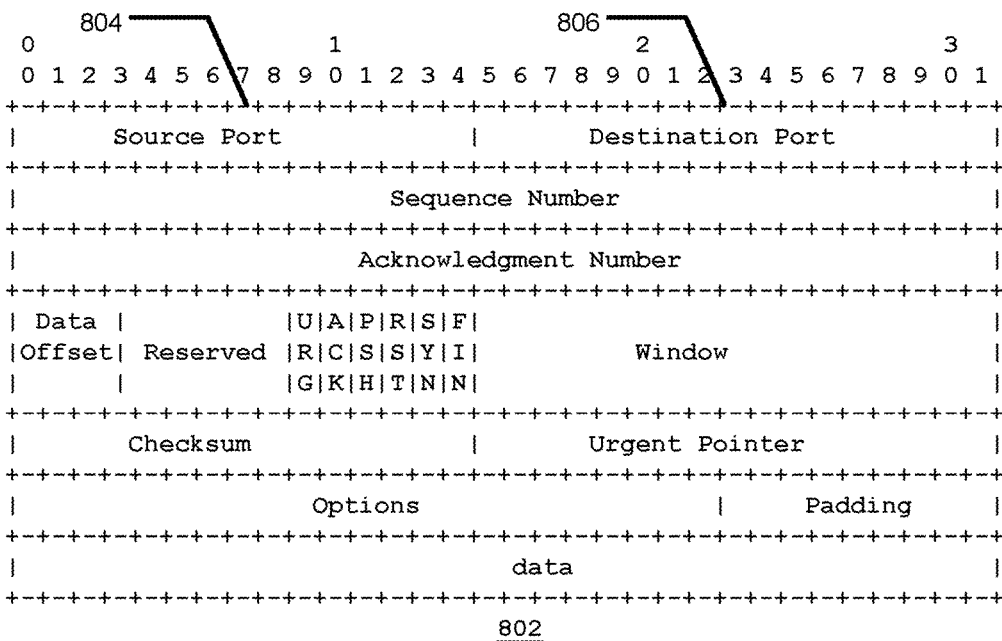 804 806
0 1 2 3
0 1 2 3 4 5 6 7 8 9 0 1 2 3 4 5 6 7 8 9 0 1 2 3 4 5 6 7 8 9 0 1
+-+-+-+-+-+-+-+-+-+-+-+-+-+-+-+-+-+-+-+-+-+-+-+-+-+-+-+-+-+-+-+-+
| Source Port | Destination Port |
+-+-+-+-+-+-+-+-+-+-+-+-+-+-+-+-+-+-+-+-+-+-+-+-+-+-+-+-+-+-+-+-+
| Sequence Number |
+-+-+-+-+-+-+-+-+-+-+-+-+-+-+-+-+-+-+-+-+-+-+-+-+-+-+-+-+-+-+-+-+
| Acknowledgment Number |
+-+-+-+-+-+-+-+-+-+-+-+-+-+-+-+-+-+-+-+-+-+-+-+-+-+-+-+-+-+-+-+-+
| Data | |U|A|P|R|S|F| |
|Offset| Reserved |R|C|S|S|Y|I| Window |
| | |G|K|H|T|N|N| |
+-+-+-+-+-+-+-+-+-+-+-+-+-+-+-+-+-+-+-+-+-+-+-+-+-+-+-+-+-+-+-+-+
| Checksum | Urgent Pointer |
+-+-+-+-+-+-+-+-+-+-+-+-+-+-+-+-+-+-+-+-+-+-+-+-+-+-+-+-+-+-+-+-+
| Options | Padding |
+-+-+-+-+-+-+-+-+-+-+-+-+-+-+-+-+-+-+-+-+-+-+-+-+-+-+-+-+-+-+-+-+
| data |
+-+-+-+-+-+-+-+-+-+-+-+-+-+-+-+-+-+-+-+-+-+-+-+-+-+-+-+-+-+-+-+-+
802